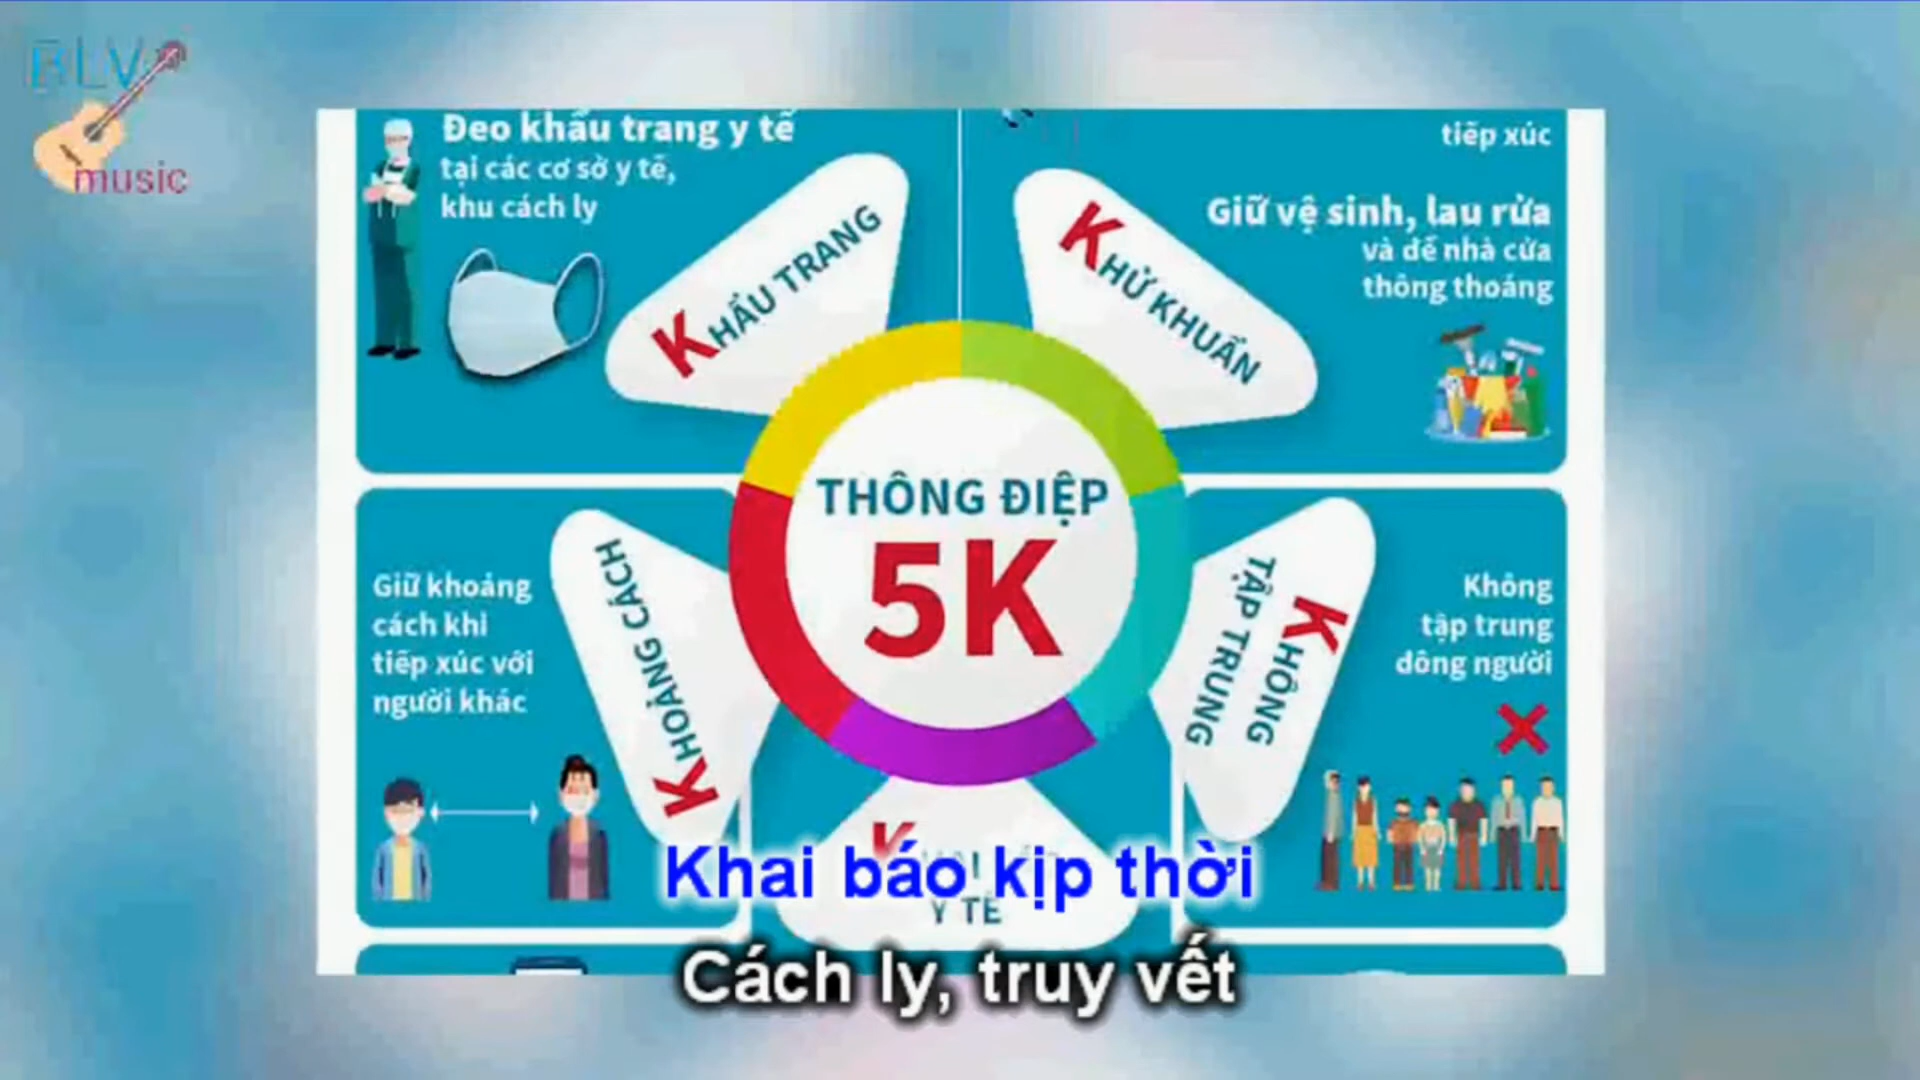 BLV
music
Đeo khẩu trang y tế
tại các cơ sở y tế,
khu cách ly
KHẨU TRANG
tiếp xúc
Giữ vệ sinh, lau rửa
và để nhà cửa
thông thoáng
KHỬ KHUẨN
THÔNG ĐIỆP
5K
Giữ khoảng
cách khi
tiếp xúc với
người khác
KHOẢNG CÁCH
KHÔNG
TẬP TRUNG
Không
tập trung
đông người
Y TẾ
Khai báo kịp thời
Cách ly, truy vết